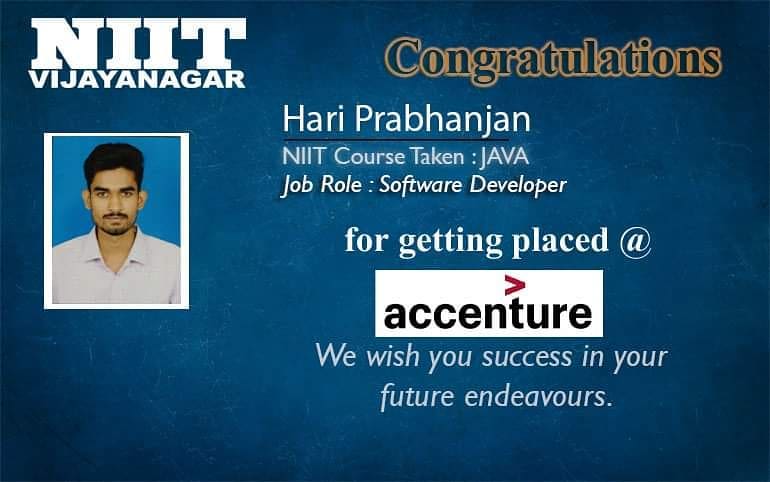 NIIT
VIJAYANAGAR
Congratulations
Hari Prabhanjan
NIIT Course Taken : JAVA
Job Role : Software Developer
for getting placed @
accenture
We wish you success in your
future endeavours.